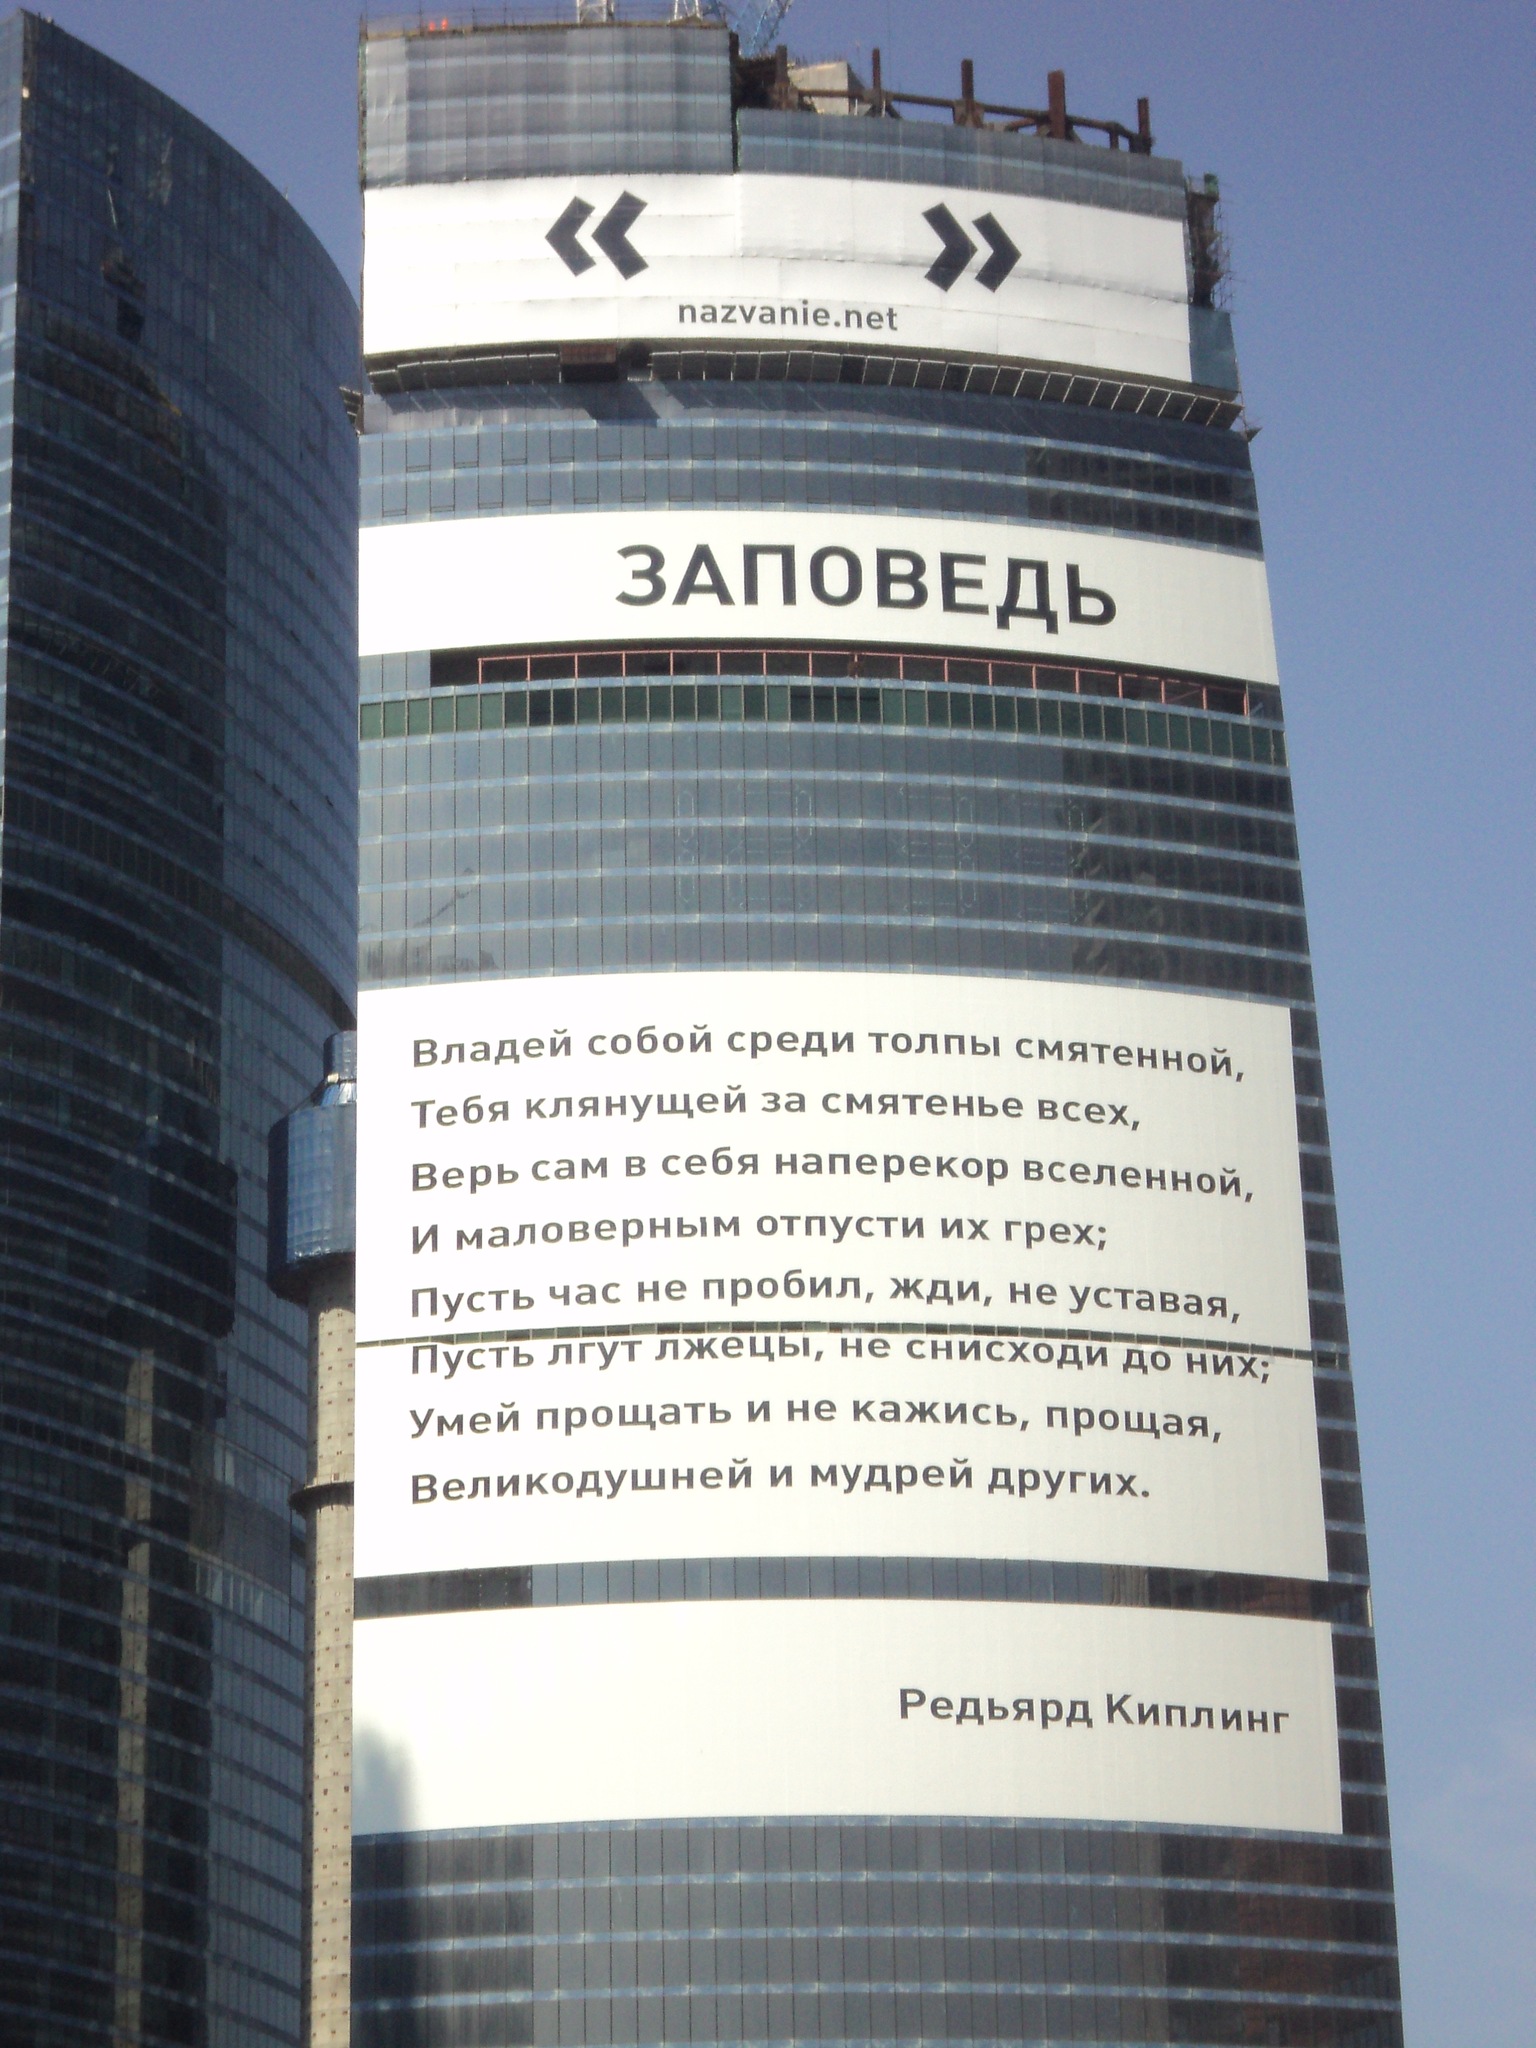 « »
nazvanie.net
ЗАПОВЕДЬ
Владей собой среди толпы смятенной,
Тебя клянущей за смятенье всех,
Верь сам в себя наперекор вселенной,
И маловерным отпусти их грех;
Пусть час не пробил, жди, не уставая,
Пусть лгут лжецы, не снисходи до них;
Умей прощать и не кажись, прощая,
Великодушней и мудрей других.
Редьярд Киплинг